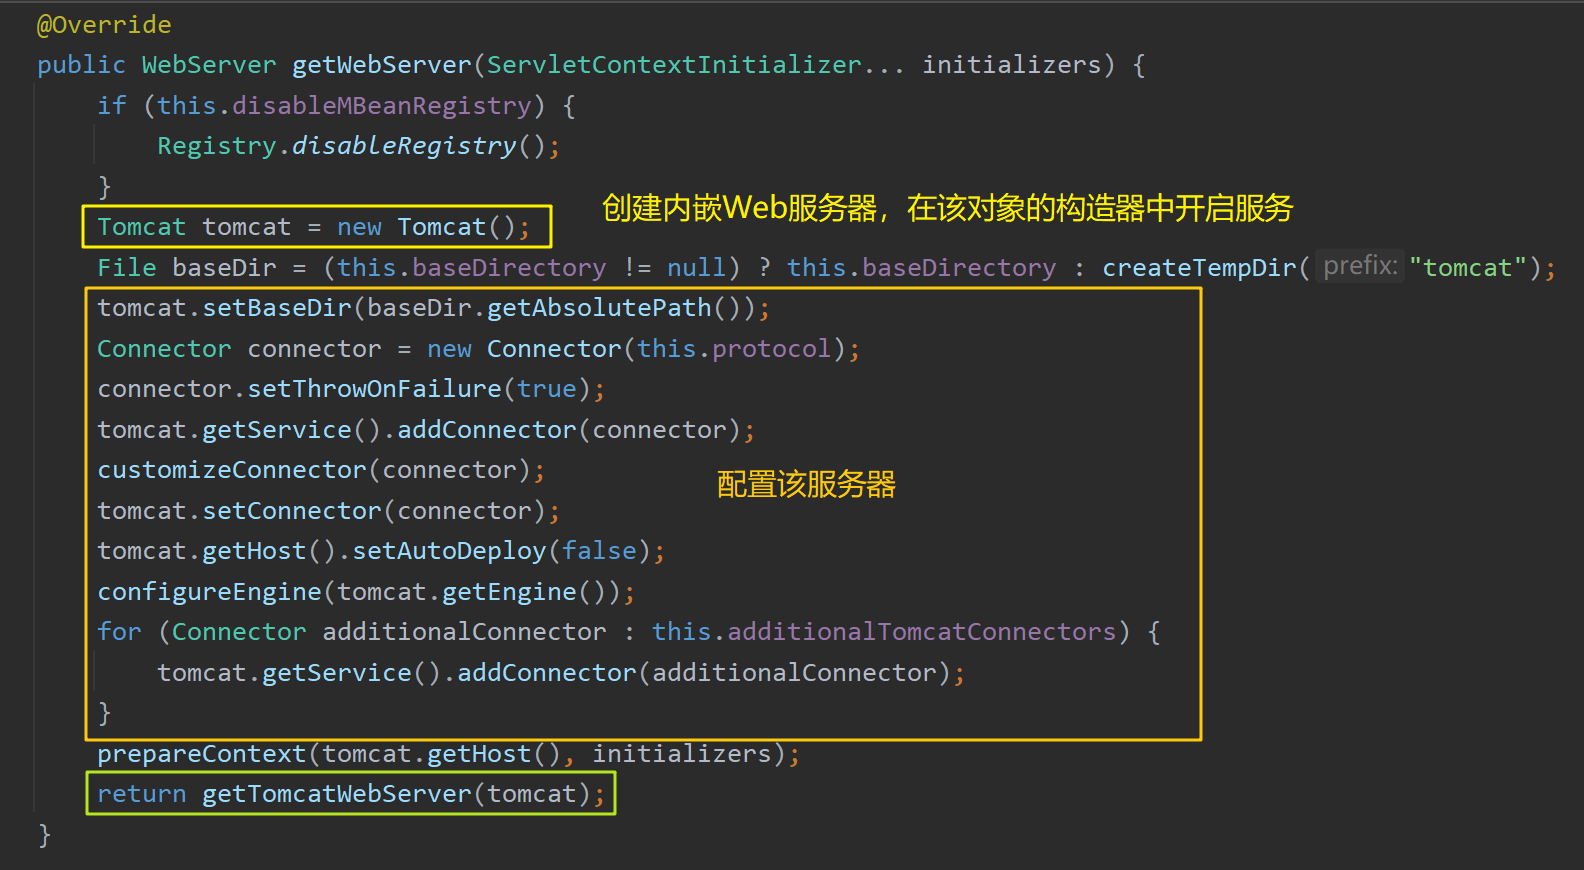 @Override
public WebServer getWebServer(ServletContextInitializer... initializers) {
if (this.disableMBeanRegistry) {
Registry.disableRegistry();
}
Tomcat tomcat = new Tomcat();
创建内嵌Web服务器，在该对象的构造器中开启服务
File baseDir = (this.baseDirectory != null) ? this.baseDirectory : createTempDir( prefix: "tomcat");
tomcat.setBaseDir(baseDir.getAbsolutePath());
Connector connector = new Connector(this.protocol);
connector.setThrowOnFailure(true);
tomcat.getService().addConnector(connector);
customizeConnector(connector);
配置该服务器
tomcat.setConnector(connector);
tomcat.getHost().setAutoDeploy(false);
configureEngine(tomcat.getEngine());
for (Connector additionalConnector : this.additionalTomcatConnectors) {
tomcat.getService().addConnector(additionalConnector);
}
prepareContext(tomcat.getHost(), initializers);
return getTomcatWebServer(tomcat);
}